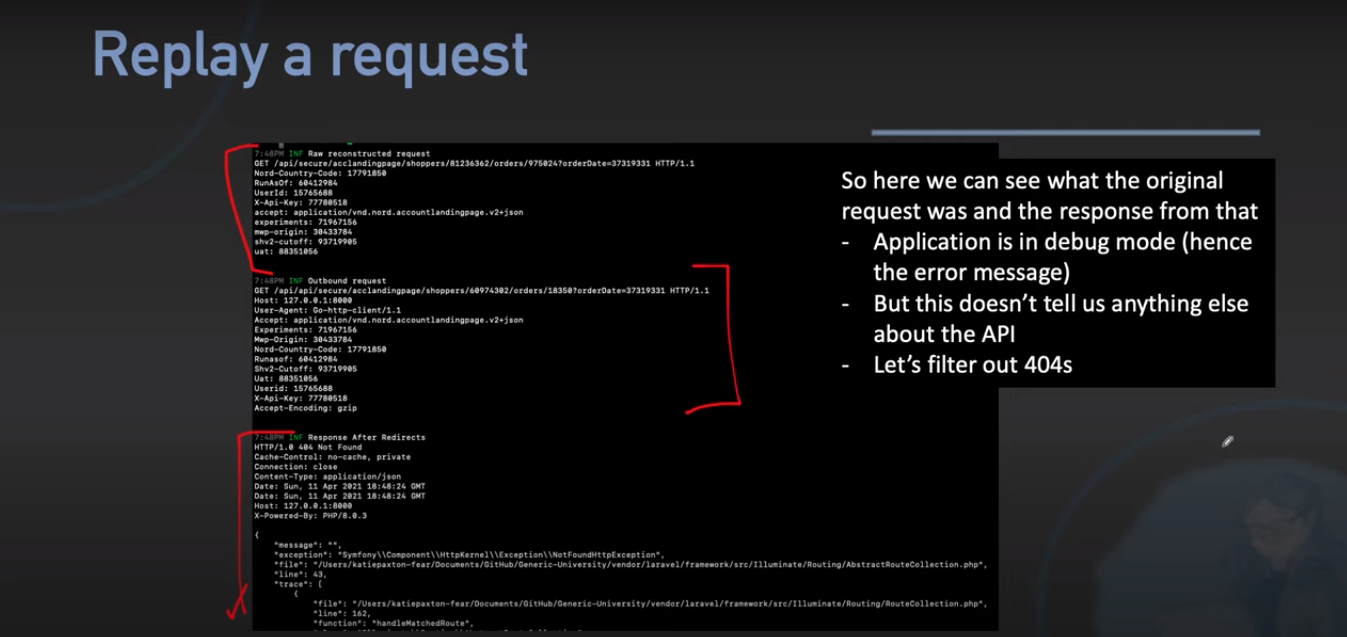 Replay a request
7:48PM INF Raw reconstructed request
GET /api/secure/acclandingpage/shoppers/81236362/orders/975024?orderDate=37319331 HTTP/1.1
Nord-Country-Code: 17791850
RunAsOf: 60412984
UserId: 15765688
X-Api-Key: 77780518
accept: application/vnd.nord.accountlandingpage.v2+json
experiments: 71967156
mwp-origin: 30433784
shv2-cutoff: 93719905
uat: 88351056
7:48PM INF Outbound request
GET /api/api/secure/acclandingpage/shoppers/60974302/orders/18350?orderDate=37319331 HTTP/1.1
Host: 127.0.0.1:8000
User-Agent: Go-http-client/1.1
Accept: application/vnd.nord.accountlandingpage.v2+json
Experiments: 71967156
Mwp-Origin: 30433784
Nord-Country-Code: 17791850
Runasof: 60412984
Shv2-Cutoff: 93719905
Uat: 88351056
Userid: 15765688
X-Api-Key: 77780518
Accept-Encoding: gzip
7:48PM INF Response After Redirects
HTTP/1.0 404 Not Found
Cache-Control: no-cache, private
Connection: close
Content-Type: application/json
Date: Sun, 11 Apr 2021 18:48:24 GMT
Date: Sun, 11 Apr 2021 18:48:24 GMT
Host: 127.0.0.1:8000
X-Powered-By: PHP/8.0.3
{
"message": "",
"exception": "Symfony\\Component\\HttpKernel\\Exception\\NotFoundHttpException",
"file": "/Users/katiepaxton-fear/Documents/GitHub/Generic-University/vendor/laravel/framework/src/Illuminate/Routing/AbstractRouteCollection.php",
"line": 43,
"trace": [
{
"file": "/Users/katiepaxton-fear/Documents/GitHub/Generic-University/vendor/laravel/framework/src/Illuminate/Routing/RouteCollection.php",
"line": 162,
"function": "handleMatchedRoute",
So here we can see what the original
request was and the response from that
- Application is in debug mode (hence
the error message)
- But this doesn't tell us anything else
about the API
- Let's filter out 404s